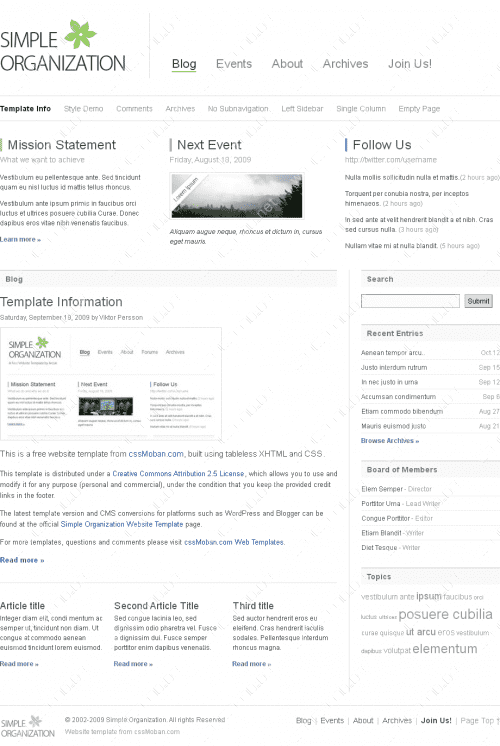 SIMPLE
ORGANIZATION
Blog Events About Archives Join Us!
Template Info Style Demo Comments Archives No Subnavigation Left Sidebar Single Column Empty Page
Mission Statement
What we want to achieve
Vestibulum eu pellentesque ante. Sed tincidunt
quam eu nisl luctus id mattis tellus rhoncus.
Vestibulum ante ipsum primis in faucibus orci
luctus et ultrices posuere cubilia Curae. Donec
dapibus eros vitae nibh venenatis faucibus.
Learn more »
Next Event
Friday, August 18, 2009
Lorem Ipsum
Aliquam augue neque, rhoncus et dictum in, cursus
eget mauris.
Follow Us
http://twitter.com/username
Nulla mollis sollicitudin nulla et mattis (2 hours ago)
Torquent per conubia nostra, per inceptos
himenaeos. (2 hours ago)
In sed ante at velit hendrerit blandit a et nibh. Cras
sed cursus nulla. (3 hours ago)
Nullam vitae mi at nulla blandit. (5 hours ago)
Blog
Template Information
Saturday, September 19, 2009 by Viktor Persson
SIMPLE
ORGANIZATION
Blog Events About Forums Archives
Mission Statement
Next Event
Follow Us
This is a free website template from cssMoban.com, built using tableless XHTML and CSS.
This template is distributed under a Creative Commons Attribution 2.5 License, which allows you to use and
modify it for any purpose (personal and commercial), under the condition that you keep the provided credit
links in the footer.
The latest template version and CMS conversions for platforms such as WordPress and Blogger can be
found at the official Simple Organization Website Template page.
For more templates, questions and comments please visit cssMoban.com Web Templates.
Read more »
Search
Submit
Recent Entries
Aenean tempor arcu.. Oct 12
Justo interdum rutrum Sep 15
In nec justo in urna Sep 12
Accumsan condimentum Sep 6
Etiam commodo bibendum Aug 27
Mauris euismod justo Aug 21
Browse Archives »
Board of Members
Elem Semper - Director
Porttitor Urna - Lead Writer
Congue Porttitor - Editor
Etiam Blandit - Writer
Diet Tesque - Writer
Topics
vestibulum ante ipsum faucibus orci
luctus ultrices posuere cubilia
curae quisque ut arcu eros vestibulum
dapibus volutpat elementum
Article title
Integer diam elit, condi mentum ac
semper ut, tincidunt non diam. Ut
congue at commodo aenean
euismod tincidunt lorem euismod.
Read more »
Second Article Title
Sed congue lacinia leo, sed
dignissim odio pharetra vel. Fusce
a dignissim dui. Fusce semper
porttitor enim dapibus venenatis.
Read more »
Third title
Sed auctor hendrerit eros eu
eleifend. Cras hendrerit iaculis
sodales. Pellentesque interdum
rhoncus magna.
Read more »
SIMPLE
ORGANIZATION
© 2002-2009 Simple Organization. All rights Reserved
Website template from cssMoban.com
Blog | Events | About | Archives | Join Us! | Page Top